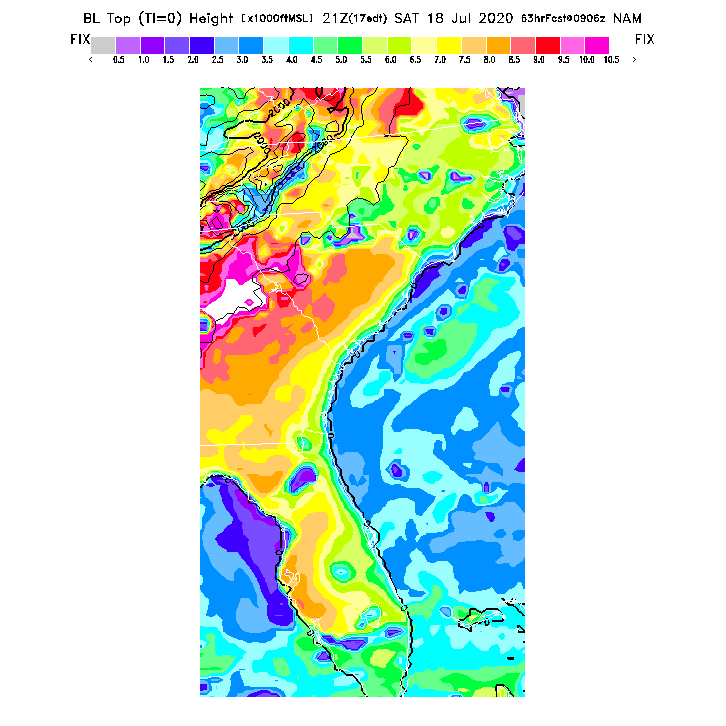 BL Top (TI=0) Height [x1000ftMSL] 21Z(17edt) SAT 18 Jul 2020 63hrFcst@0906z NAM
FIX FIX
< 0.5 1.0 1.5 2.0 2.5 3.0 3.5 4.0 4.5 5.0 5.5 6.0 6.5 7.0 7.5 8.0 8.5 9.0 9.5 10.0 10.5 >
2000
2000